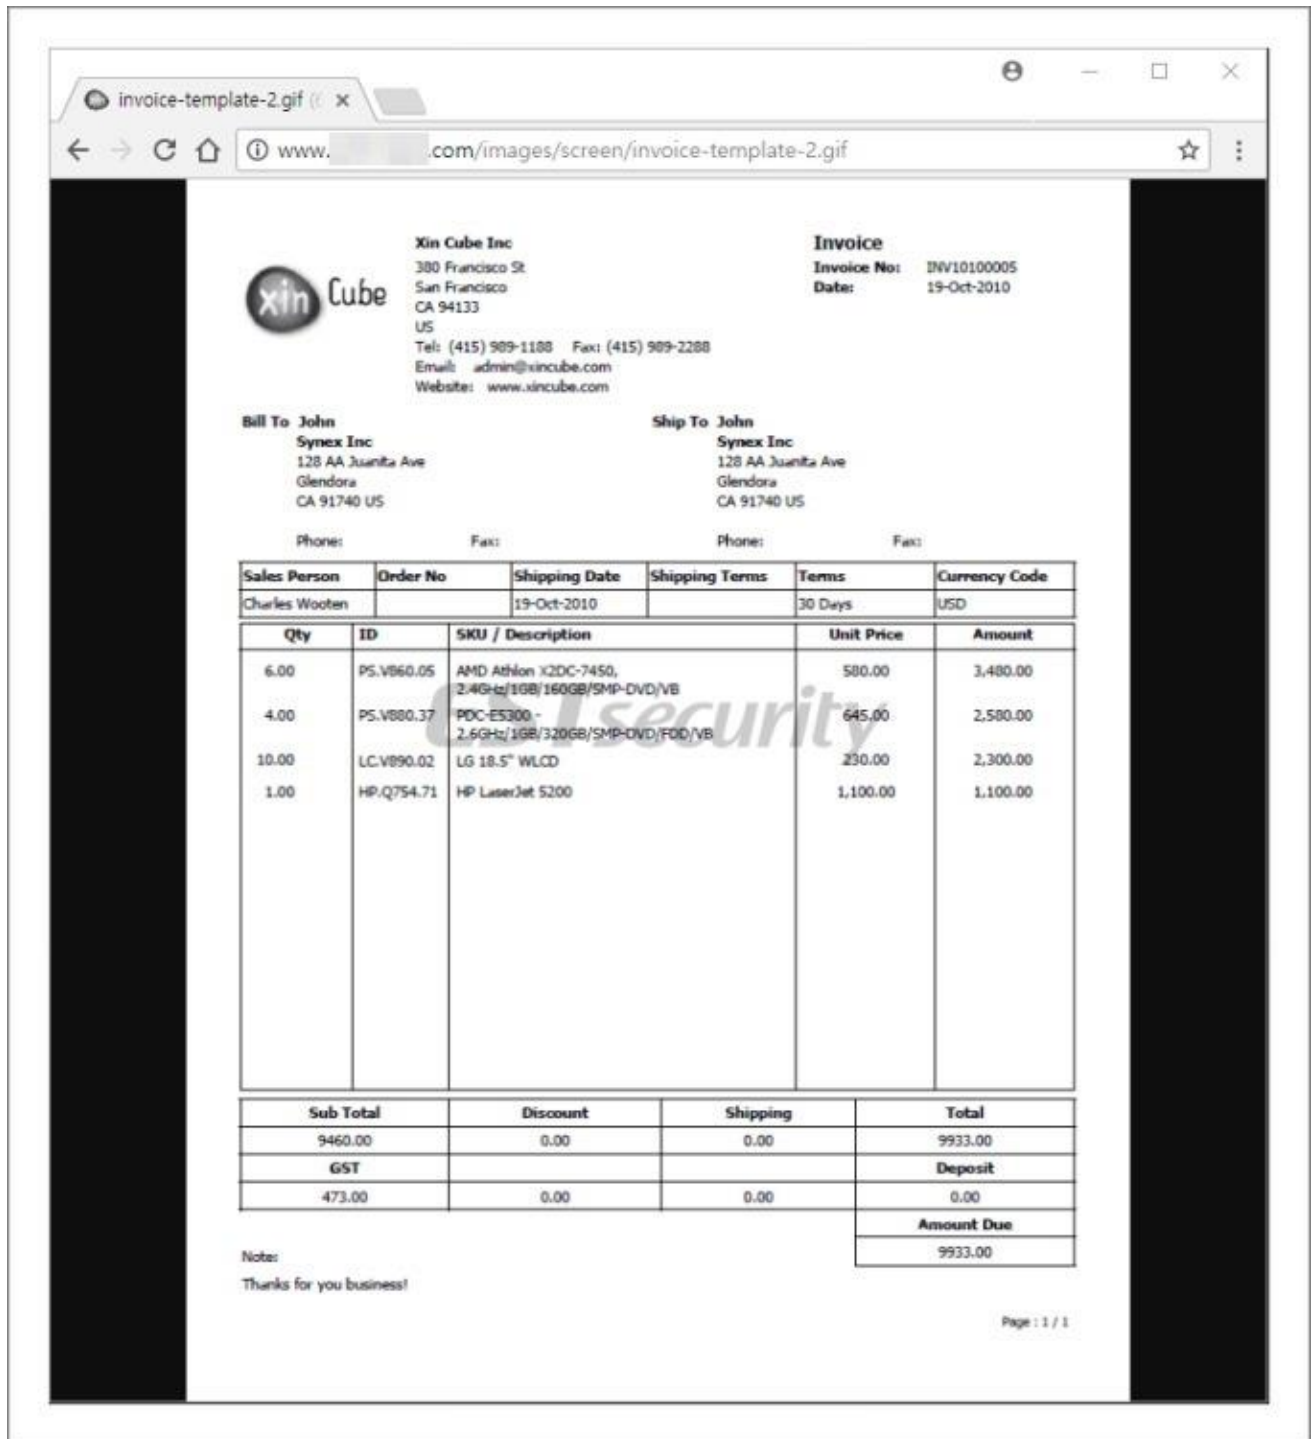 invoice-template-2.gif (
www. .com/images/screen/invoice-template-2.gif
xin Cube
Xin Cube Inc
380 Francisco St
San Francisco
CA 94133
US
Tel: (415) 989-1188 Fax: (415) 989-2288
Email: admin@xincube.com
Website: www.xincube.com
Invoice
Invoice No: INV10100005
Date: 19-Oct-2010
Bill To John
Synex Inc
128 AA Juanita Ave
Glendora
CA 91740 US
Phone: Fax:
Ship To John
Synex Inc
128 AA Juanita Ave
Glendora
CA 91740 US
Phone: Fax:
Sales Person Order No Shipping Date Shipping Terms Terms Currency Code
Charles Wooten 19-Oct-2010 30 Days USD
Qty ID SKU / Description Unit Price Amount
6.00 PS.V860.05 AMD Athlon X2DC-7450, 580.00 3,480.00
2.4GHz/1GB/160GB/SMP-DVD/VB
ESTsecurity
4.00 PS.V880.37 PDC-E5300 - 645.00 2,580.00
2.6GHz/1GB/320GB/SMP-DVD/FDD/VB
10.00 LC.V890.02 LG 18.5" WLCD 230.00 2,300.00
1.00 HP.Q754.71 HP LaserJet 5200 1,100.00 1,100.00
Sub Total Discount Shipping Total
9460.00 0.00 0.00 9933.00
GST Deposit
473.00 0.00 0.00 0.00
Amount Due
9933.00
Note:
Thanks for you business!
Page : 1 / 1